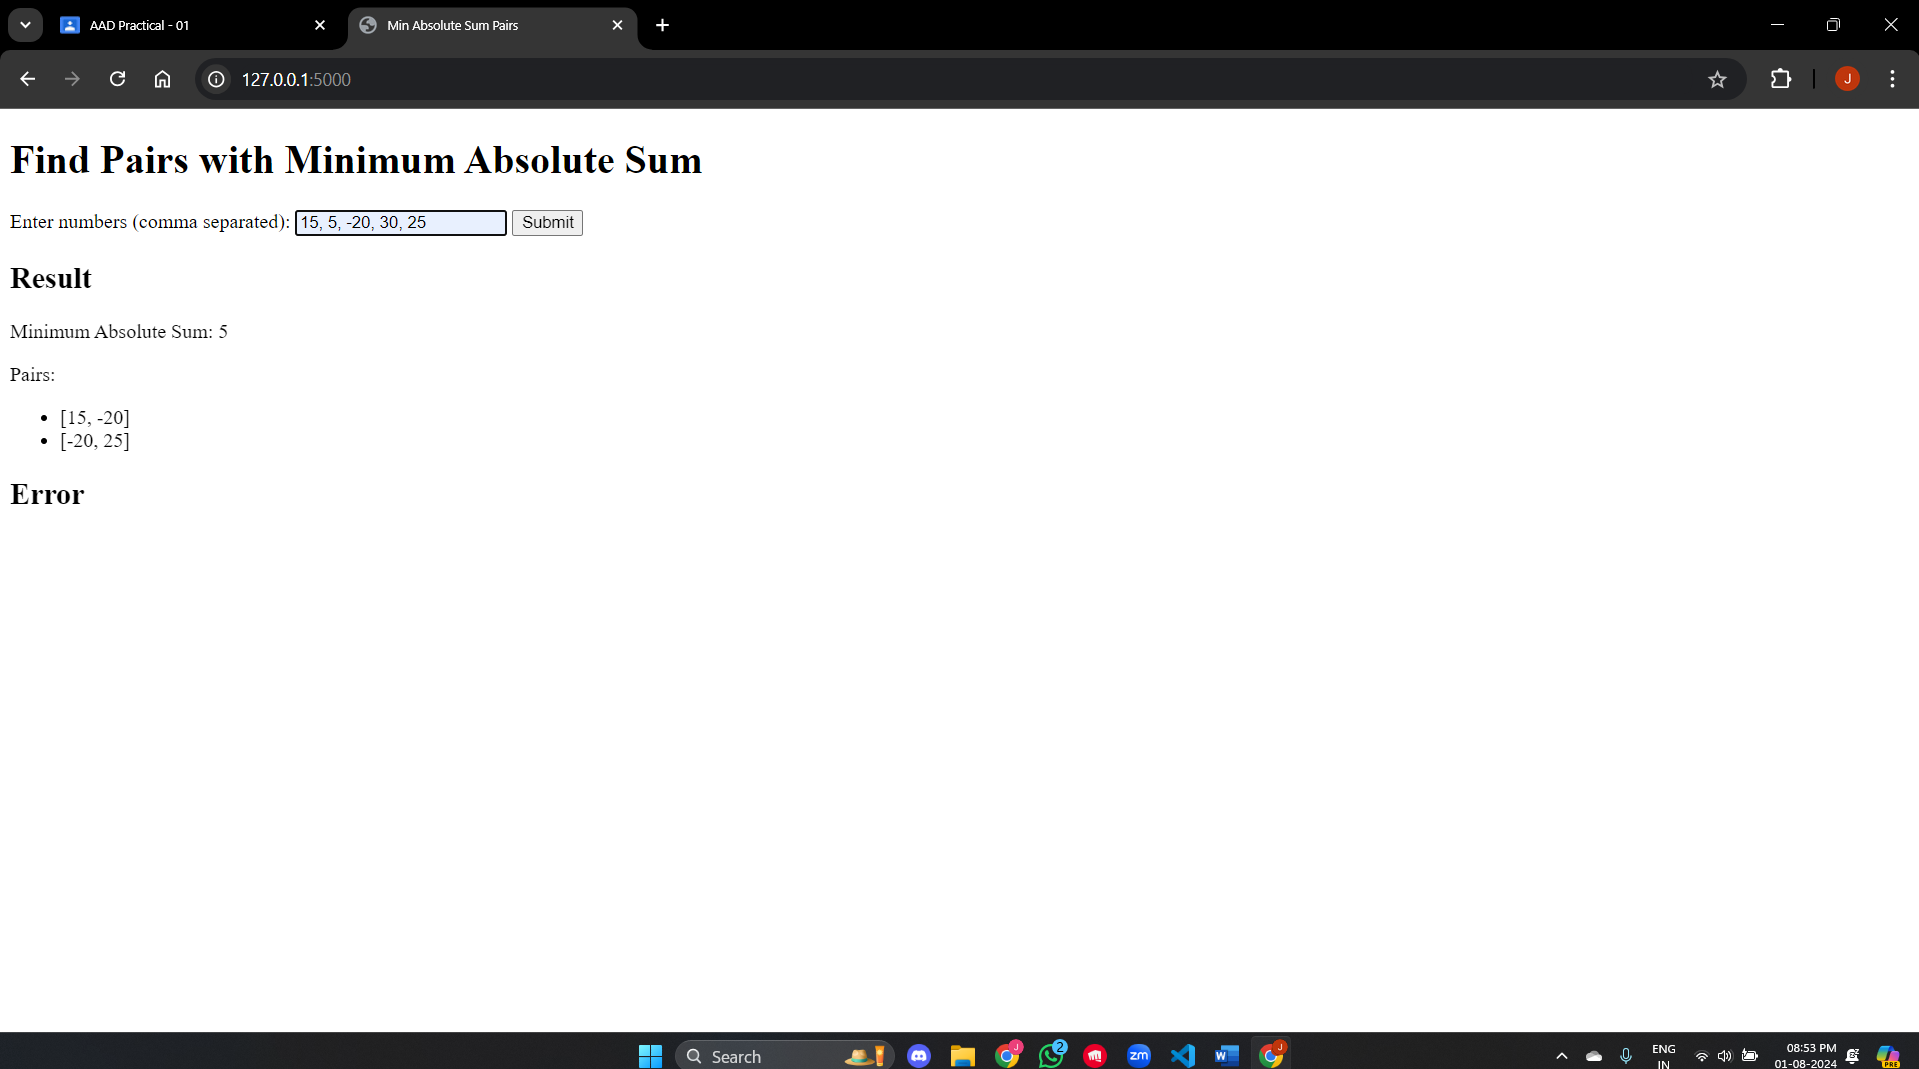 AAD Practical - 01
Min Absolute Sum Pairs
127.0.0.1:5000
J
Find Pairs with Minimum Absolute Sum
Enter numbers (comma separated): 15, 5, -20, 30, 25 Submit
Result
Minimum Absolute Sum: 5
Pairs:
[15, -20]
[-20, 25]
Error
Search
J
2
zm
W
J
ENG
IN
08:53 PM
01-08-2024
PRE